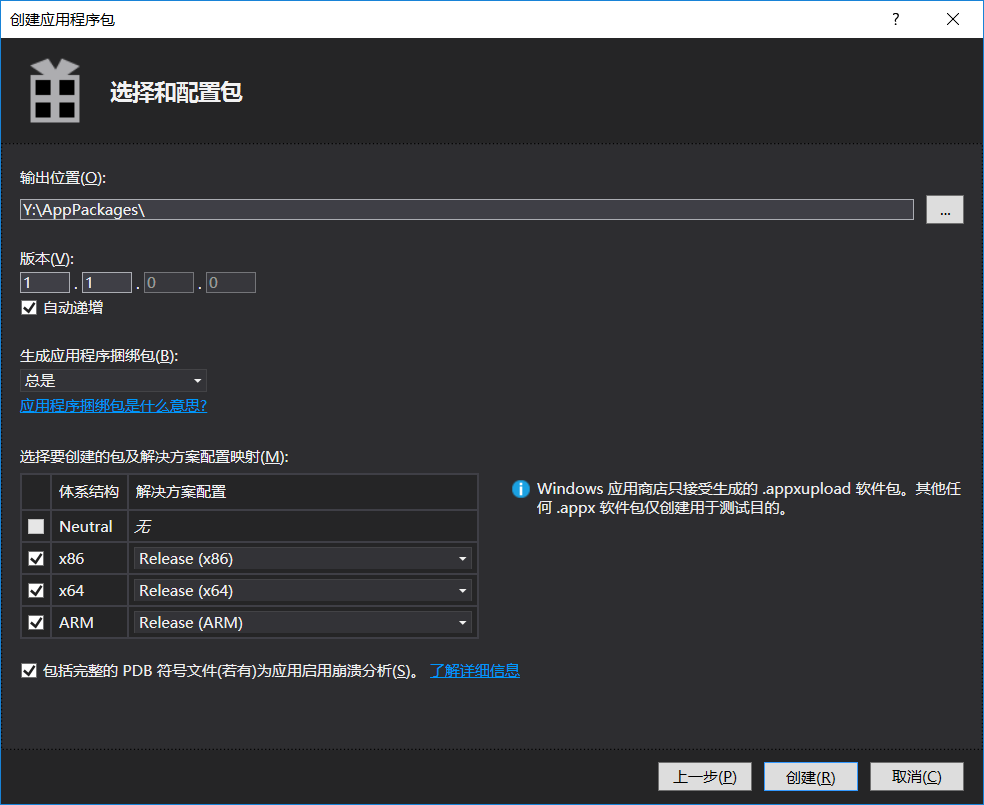 创建应用程序包
?
选择和配置包
输出位置(O):
Y:\AppPackages\
...
版本(V):
1 . 1 . 0 . 0
自动递增
生成应用程序捆绑包(B):
总是
应用程序捆绑包是什么意思?
选择要创建的包及解决方案配置映射(M):
体系结构 解决方案配置
Neutral 无
x86 Release (x86)
x64 Release (x64)
ARM Release (ARM)
Windows 应用商店只接受生成的 .appxupload 软件包。其他任
何 .appx 软件包仅创建用于测试目的。
包括完整的 PDB 符号文件(若有)为应用启用崩溃分析(S)。 了解详细信息
上一步(P) 创建(R) 取消(C)